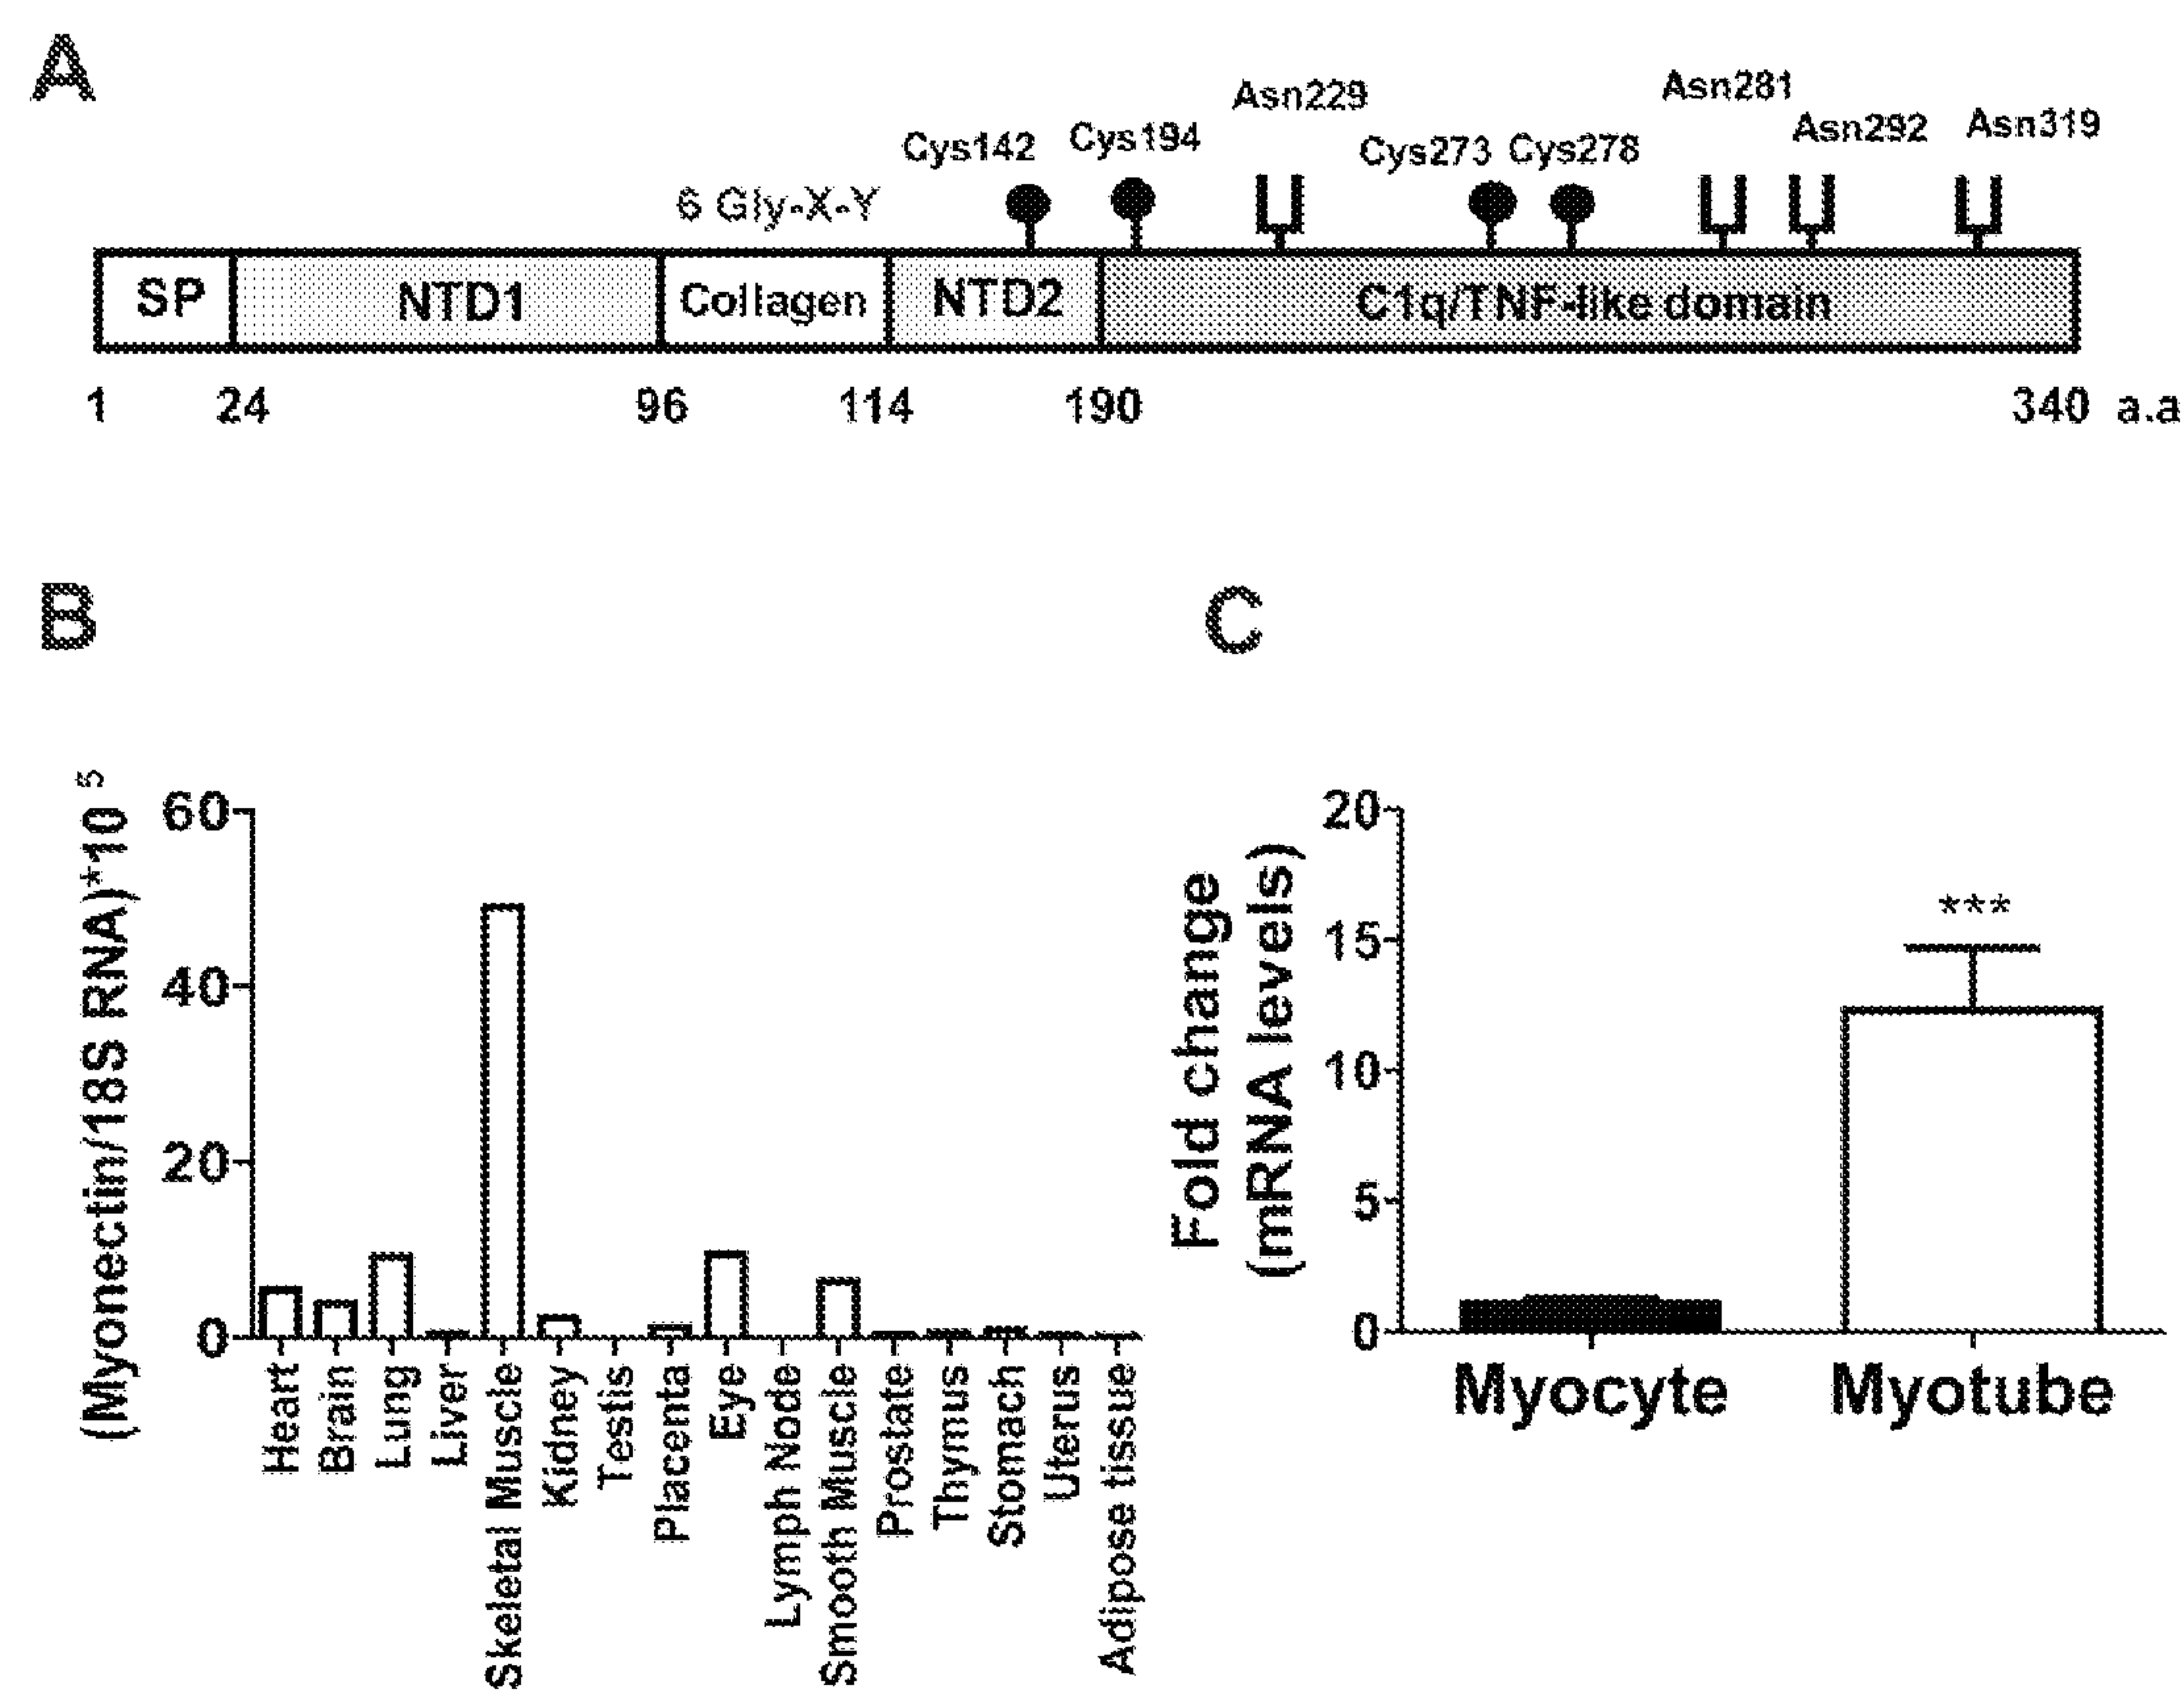 A
Asn229
Asn281
Cys142 Cys194
Cys273 Cys278
Asn292 Asn319
6 Gly-X-Y
SP NTD1 Collagen NTD2 C1q/TNF-like domain
1 24 96 114 190 340 a.a
B
C
(Myonectin/18S RNA)*10 5
60
40
20
0
Heart
Brain
Lung
Liver
Skeletal Muscle
Kidney
Testis
Placenta
Eye
Lymph Node
Smooth Muscle
Prostate
Thymus
Stomach
Uterus
Adipose tissue
Fold change
(mRNA levels)
20
15
10
5
0
***
Myocyte Myotube